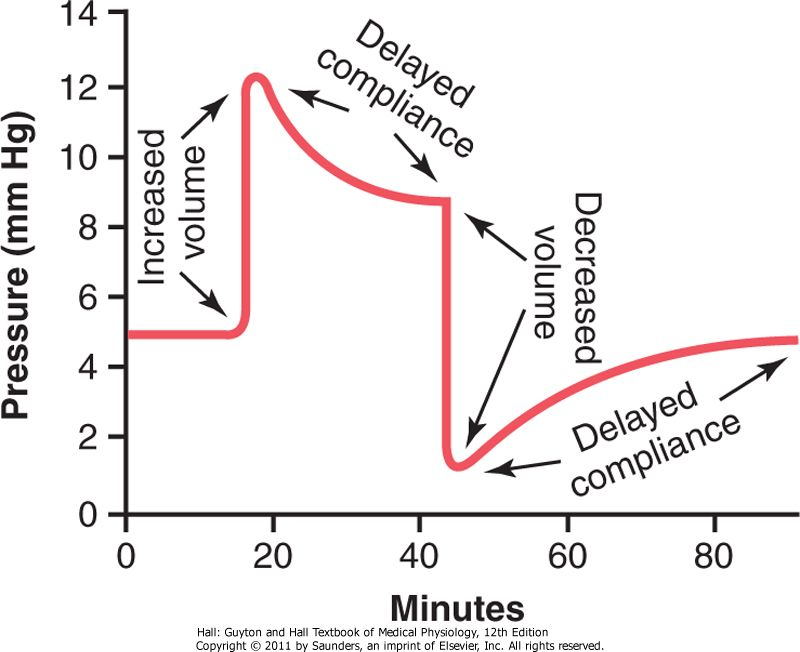 14
12
10
8
6
4
2
0
Pressure (mm Hg)
Increased
volume
Delayed
compliance
Decreased
volume
Delayed
compliance
0 20 40 60 80
Minutes
Hall: Guyton and Hall Textbook of Medical Physiology, 12th Edition
Copyright © 2011 by Saunders, an imprint of Elsevier, Inc. All rights reserved.